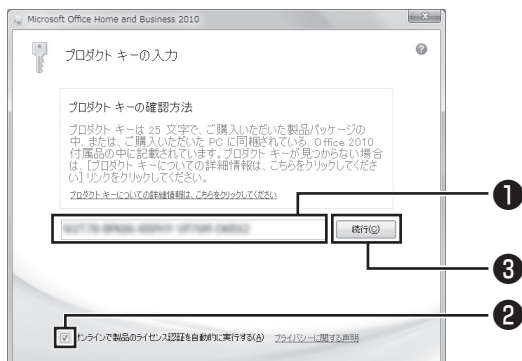 Microsoft Office Home and Business 2010
プロダクト キーの入力
プロダクト キーの確認方法
プロダクト キーは 25 文字で、ご購入いただいた製品パッケージの
中、または、ご購入いただいた PC に同梱されている、Office 2010
付属品の中に記載されています。プロダクト キーが見つからない場合
は、[プロダクト キーについての詳細情報は、こちらをクリックしてくださ
い] リンクをクリックしてください。
プロダクト キーについての詳細情報は、こちらをクリックしてください
❶
続行(C)
❸
❷
オンラインで製品のライセンス認証を自動的に実行する(A) プライバシーに関する声明